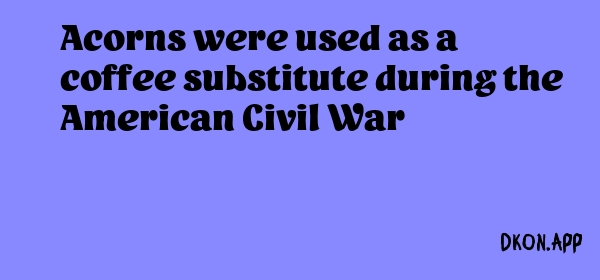 Acorns were used as a
coffee substitute during the
American Civil War
DKON.APP